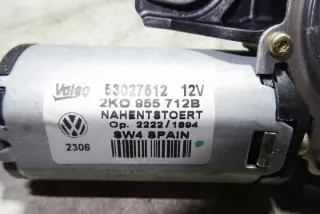 Valeo 53027612 12V
2K0 955 712B
NAHENTSTOERT
Op. 2222/1894
SW4 SPAIN
2306